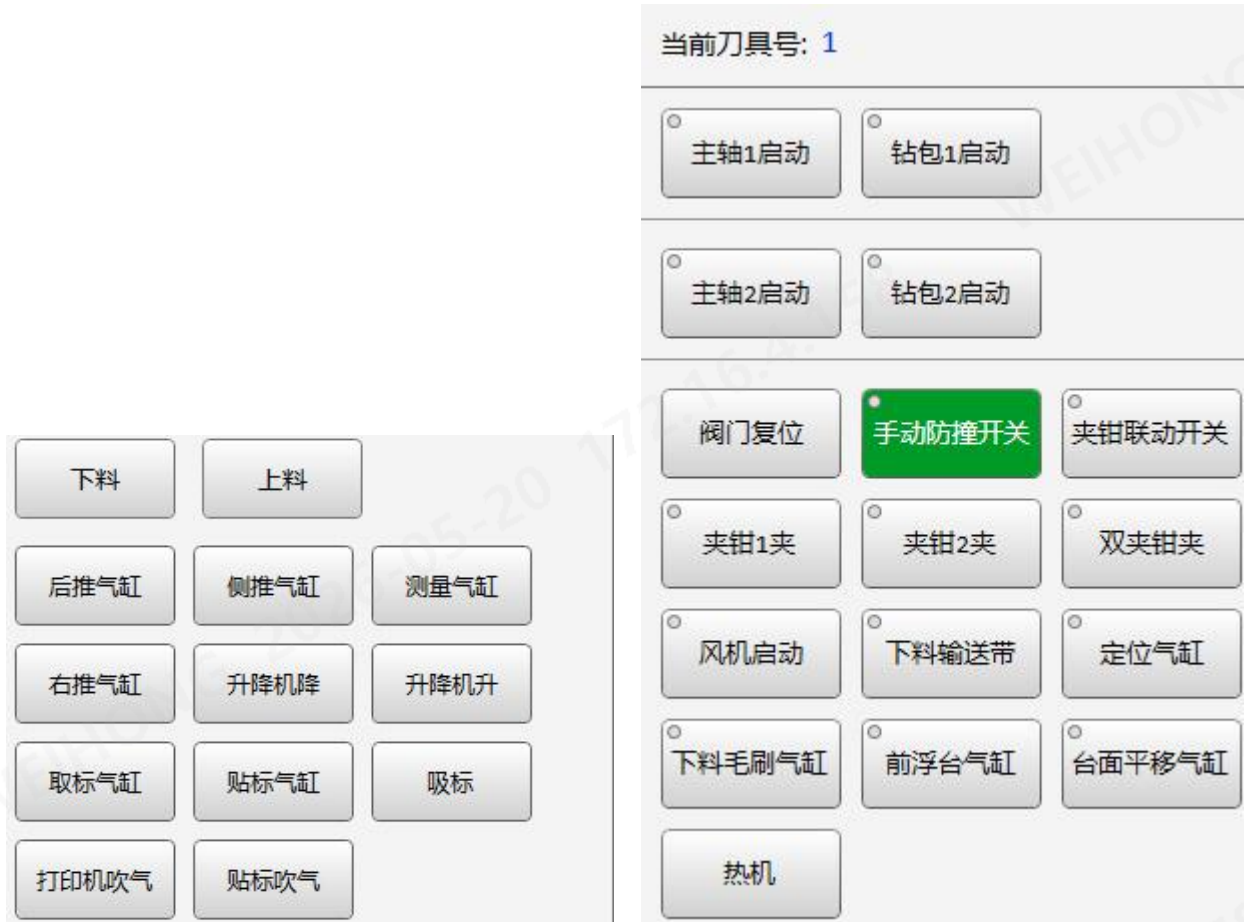 当前刀具号: 1
主轴1启动 钻包1启动
主轴2启动 钻包2启动
阀门复位 手动防撞开关 夹钳联动开关
夹钳1夹 夹钳2夹 双夹钳夹
风机启动 下料输送带 定位气缸
下料毛刷气缸 前浮台气缸 台面平移气缸
热机
下料 上料
后推气缸 侧推气缸 测量气缸
右推气缸 升降机降 升降机升
取标气缸 贴标气缸 吸标
打印机吹气 贴标吹气